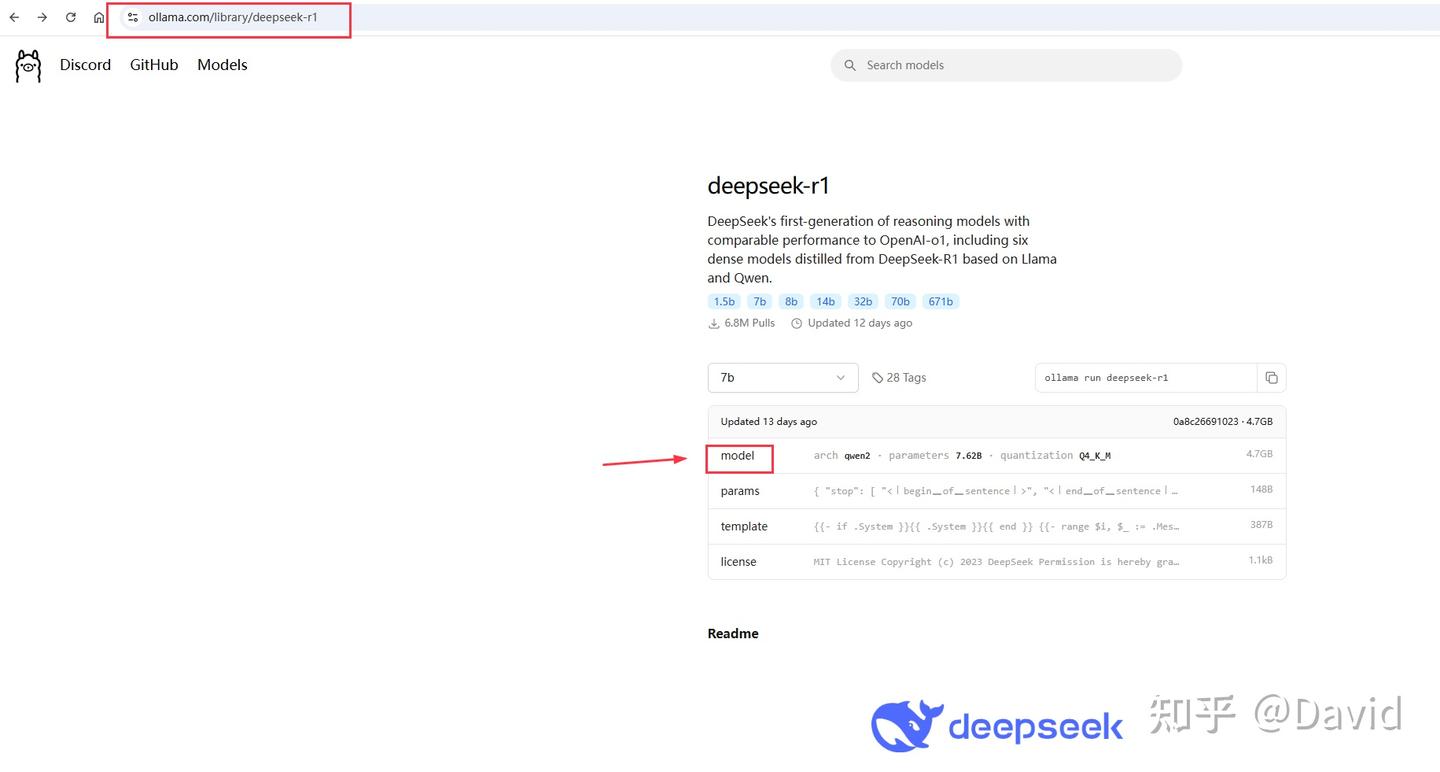 ollama.com/library/deepseek-r1
Discord GitHub Models
Search models
deepseek-r1
DeepSeek's first-generation of reasoning models with
comparable performance to OpenAI-o1, including six
dense models distilled from DeepSeek-R1 based on Llama
and Qwen.
1.5b 7b 8b 14b 32b 70b 671b
6.8M Pulls Updated 12 days ago
7b 28 Tags ollama run deepseek-r1
Updated 13 days ago 0a8c26691023 · 4.7GB
model arch qwen2 · parameters 7.62B · quantization Q4_K_M 4.7GB
params { "stop": [ "<｜begin▁of▁sentence｜>", "<｜end▁of▁sentence｜… 148B
template {{- if .System }}{{ .System }}{{ end }} {{- range $i, $_ := .Mes… 387B
license MIT License Copyright (c) 2023 DeepSeek Permission is hereby gra… 1.1kB
Readme
deepseek
知乎 @David